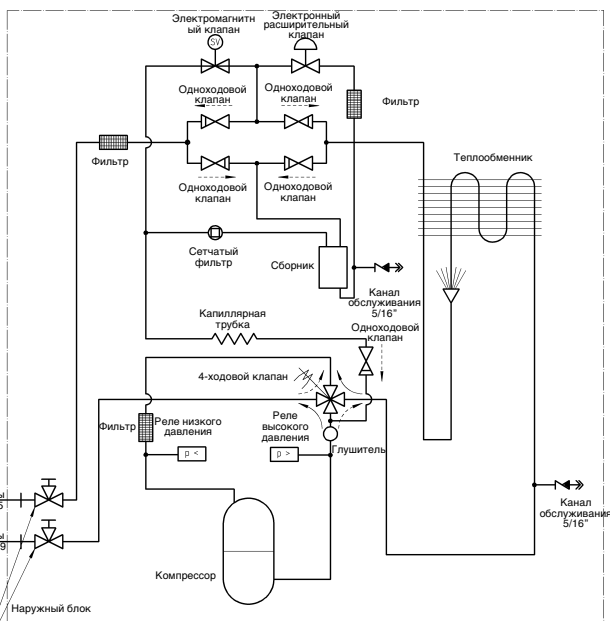 Электромагнитн
ый клапан
Электронный
расширительный
клапан
SV
Одноходовой
клапан
Одноходовой
клапан
Фильтр
Фильтр
Теплообменник
Одноходовой
клапан
Одноходовой
клапан
Сетчатый
фильтр
Сборник
Канал
обслуживания
5/16"
Капиллярная
трубка
Одноходовой
клапан
4-ходовой клапан
Фильтр
Реле низкого
давления
Реле
высокого
давления
Глушитель
p <
p >
ы
ы
9
Канал
обслуживания
5/16"
Компрессор
Наружный блок